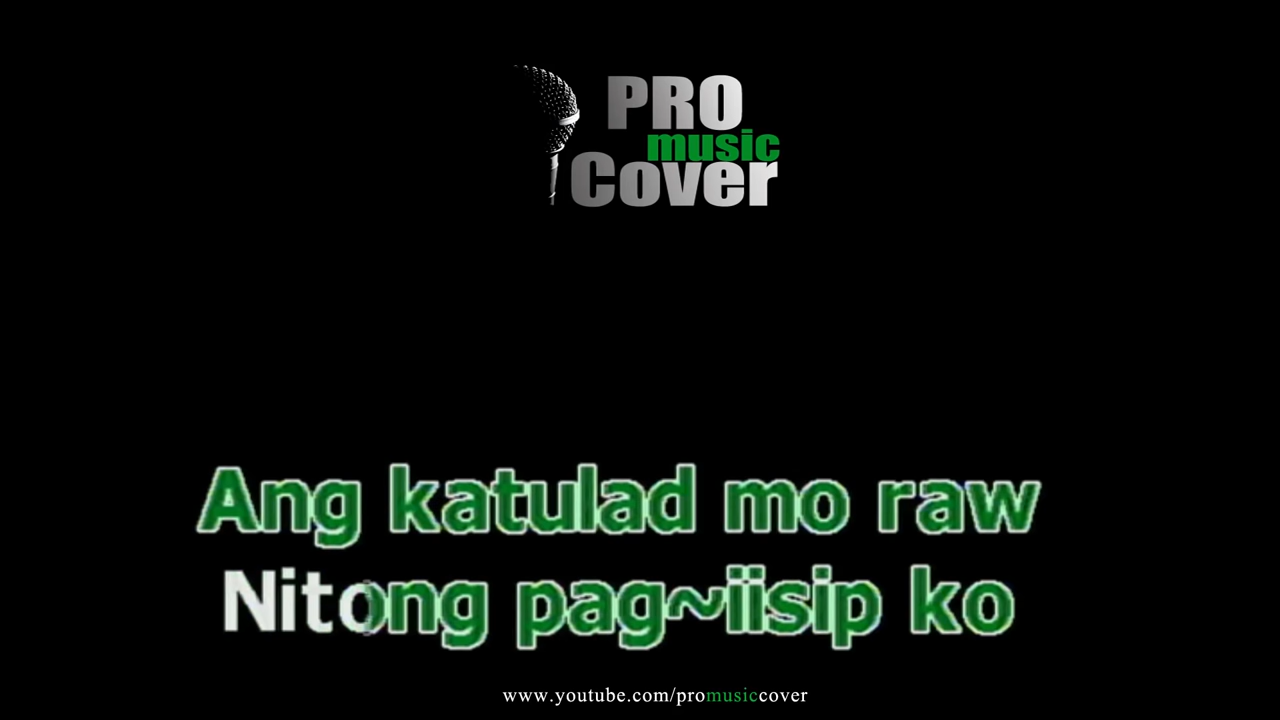 PRO
music
Cover
Ang katulad mo raw
Nitong pag~iisip ko
www.youtube.com/promusiccover